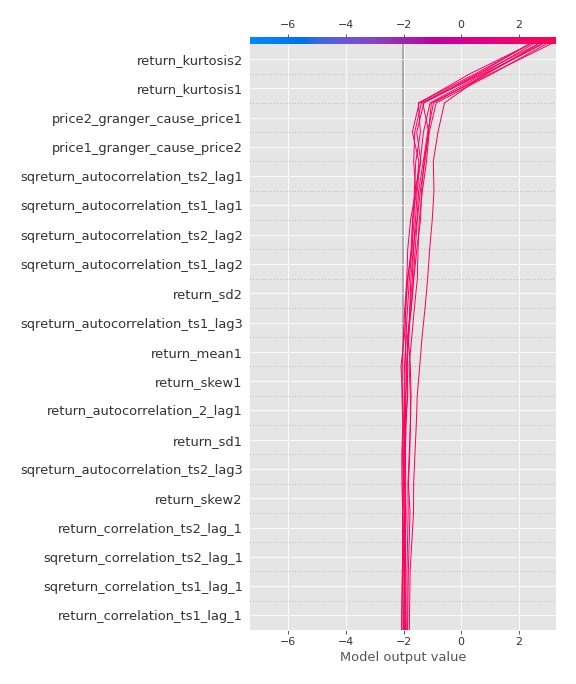 −6 −4 −2 0 2
return_kurtosis2
return_kurtosis1
price2_granger_cause_price1
price1_granger_cause_price2
sqreturn_autocorrelation_ts2_lag1
sqreturn_autocorrelation_ts1_lag1
sqreturn_autocorrelation_ts2_lag2
sqreturn_autocorrelation_ts1_lag2
return_sd2
sqreturn_autocorrelation_ts1_lag3
return_mean1
return_skew1
return_autocorrelation_2_lag1
return_sd1
sqreturn_autocorrelation_ts2_lag3
return_skew2
return_correlation_ts2_lag_1
sqreturn_correlation_ts2_lag_1
sqreturn_correlation_ts1_lag_1
return_correlation_ts1_lag_1
−6 −4 −2 0 2
Model output value